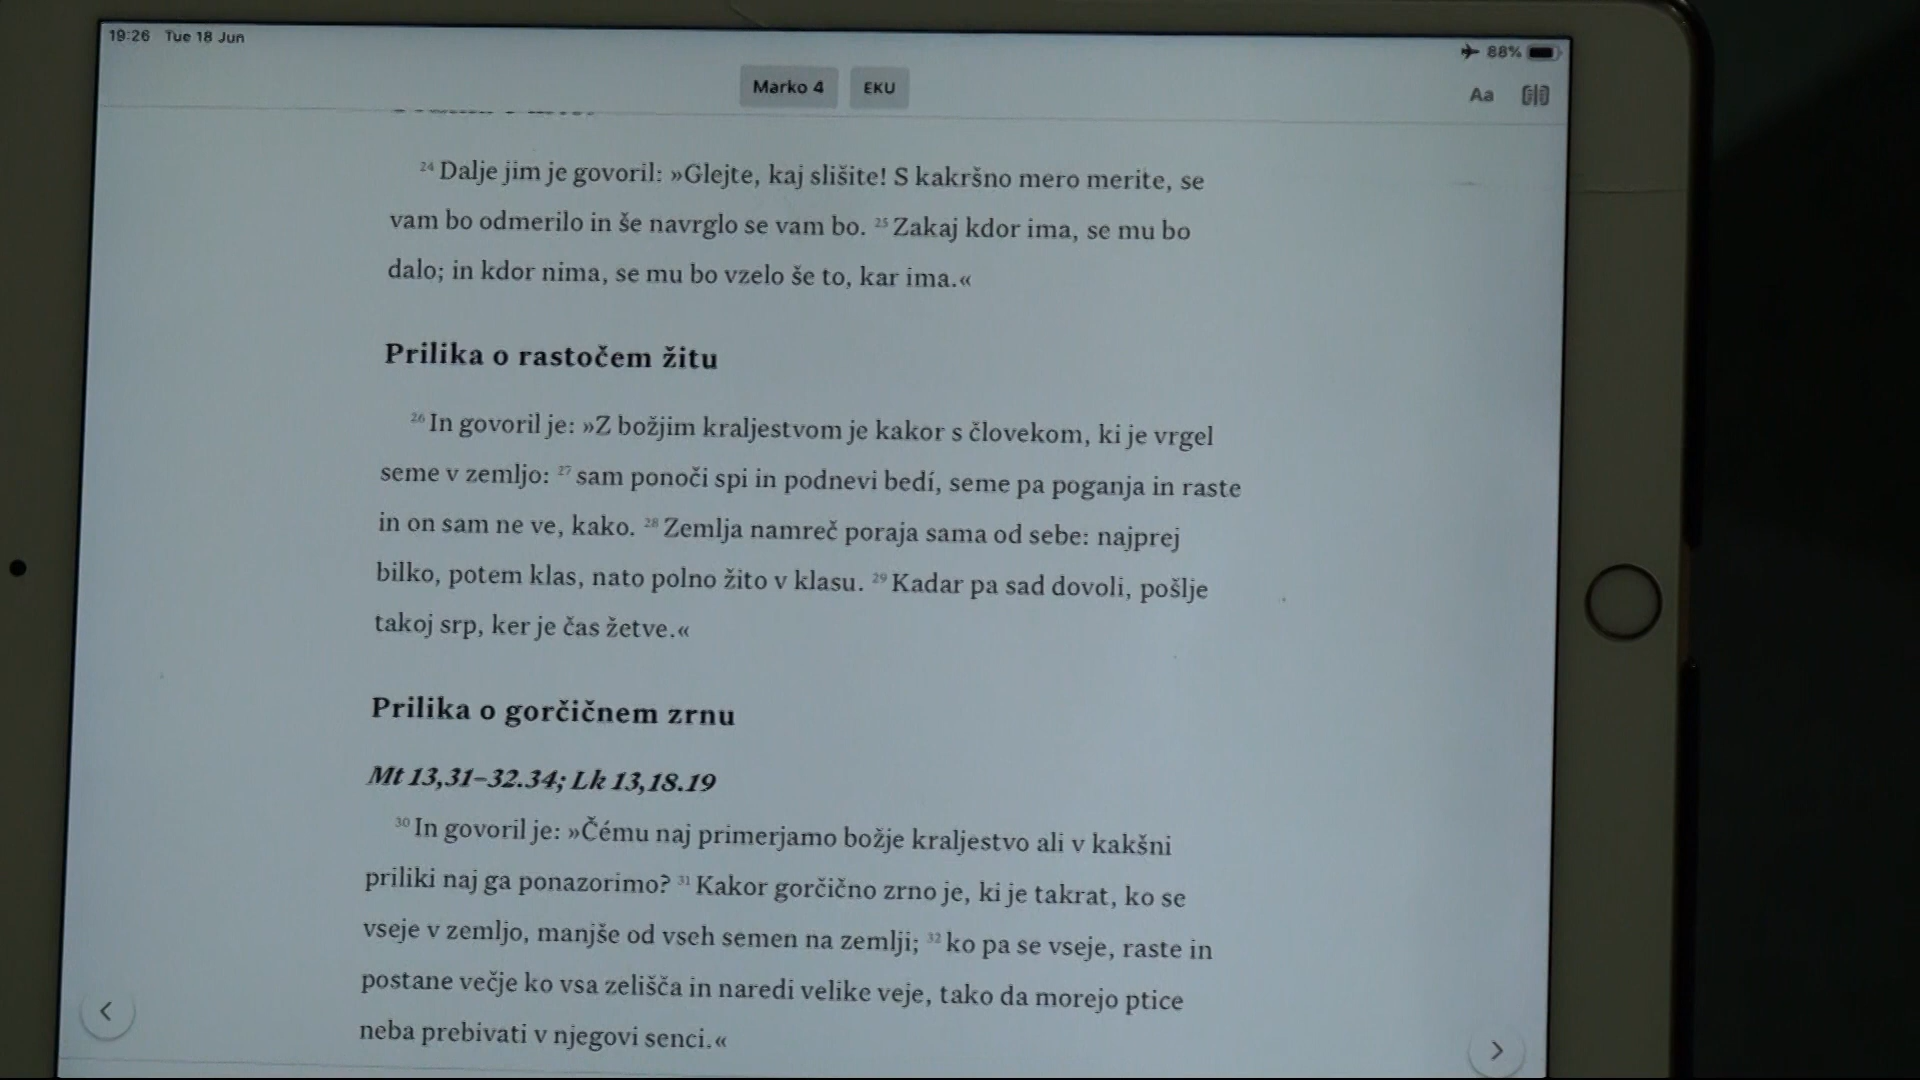 19:26 Tue 18 Jun
88%
Marko 4 EKU
Aa
24 Dalje jim je govoril: »Glejte, kaj slišite! S kakršno mero merite, se
vam bo odmerilo in še navrglo se vam bo. 25 Zakaj kdor ima, se mu bo
dalo; in kdor nima, se mu bo vzelo še to, kar ima.«
Prilika o rastočem žitu
26 In govoril je: »Z božjim kraljestvom je kakor s človekom, ki je vrgel
seme v zemljo: 27 sam ponoči spi in podnevi bedí, seme pa poganja in raste
in on sam ne ve, kako. 28 Zemlja namreč poraja sama od sebe: najprej
bilko, potem klas, nato polno žito v klasu. 29 Kadar pa sad dovoli, pošlje
takoj srp, ker je čas žetve.«
Prilika o gorčičnem zrnu
Mt 13,31–32.34; Lk 13,18.19
30 In govoril je: »Čému naj primerjamo božje kraljestvo ali v kakšni
priliki naj ga ponazorimo? 31 Kakor gorčično zrno je, ki je takrat, ko se
vseje v zemljo, manjše od vseh semen na zemlji; 32 ko pa se vseje, raste in
postane večje ko vsa zelišča in naredi velike veje, tako da morejo ptice
neba prebivati v njegovi senci.«